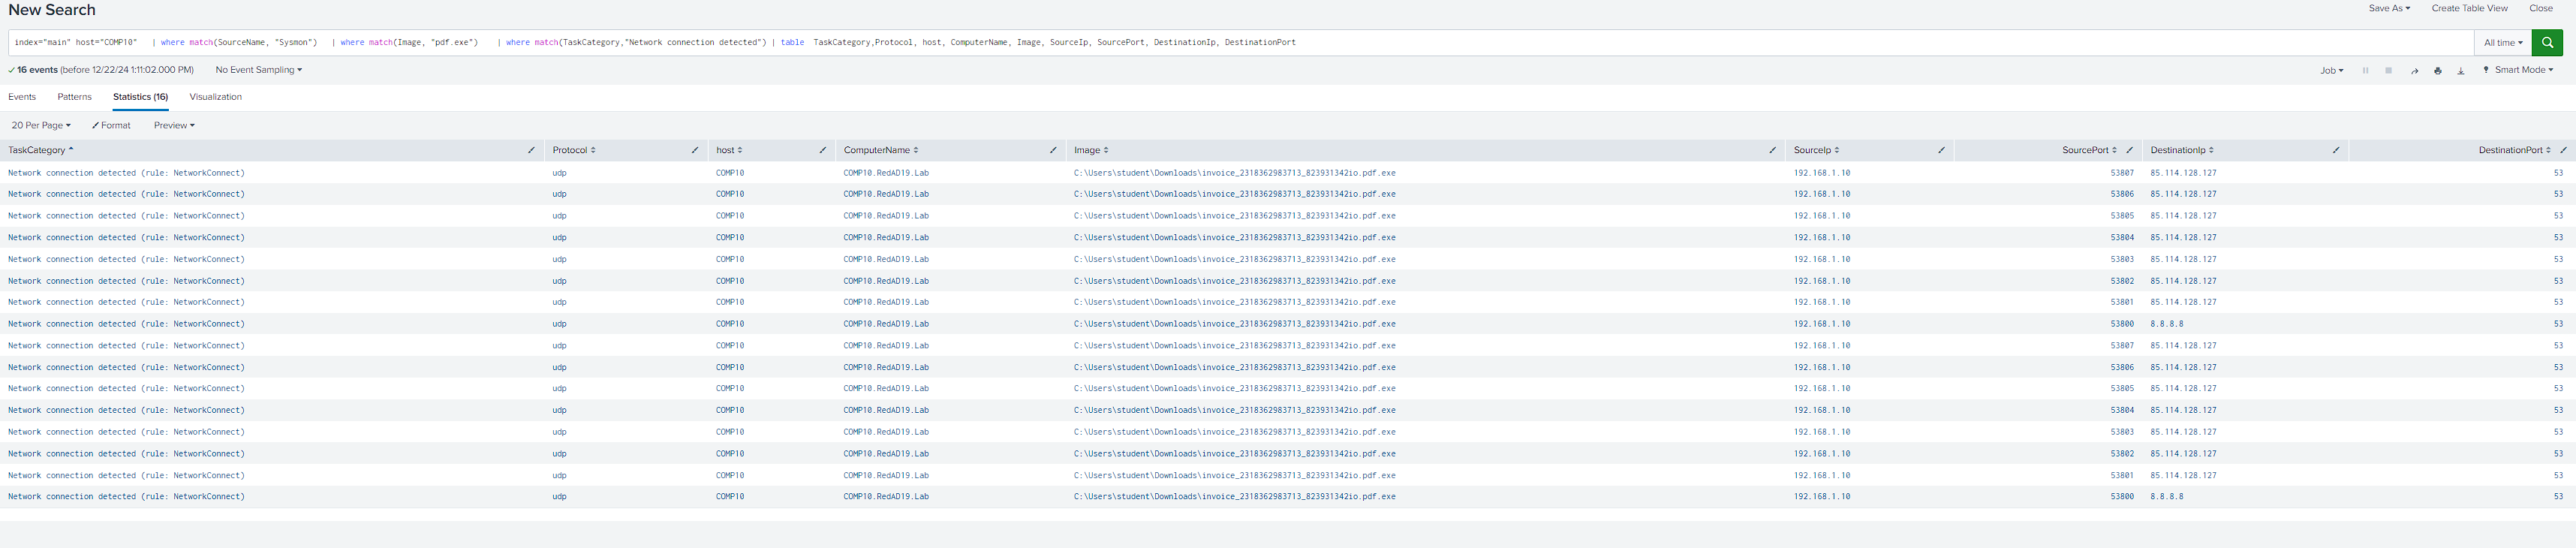 New Search
Save As Create Table View Close
index="main" host="COMP10" | where match(SourceName, "Sysmon") | where match(Image, "pdf.exe") | where match(TaskCategory,"Network connection detected") | table TaskCategory,Protocol, host, ComputerName, Image, SourceIp, SourcePort, DestinationIp, DestinationPort
All time
✓ 16 events (before 12/22/24 1:11:02.000 PM) No Event Sampling
Job Smart Mode
Events Patterns Statistics (16) Visualization
20 Per Page Format Preview
TaskCategory Protocol host ComputerName Image SourceIp SourcePort DestinationIp DestinationPort
Network connection detected (rule: NetworkConnect) udp COMP10 COMP10.RedAD19.Lab C:\Users\student\Downloads\invoice_2318362983713_823931342io.pdf.exe 192.168.1.10 53807 85.114.128.127 53
Network connection detected (rule: NetworkConnect) udp COMP10 COMP10.RedAD19.Lab C:\Users\student\Downloads\invoice_2318362983713_823931342io.pdf.exe 192.168.1.10 53806 85.114.128.127 53
Network connection detected (rule: NetworkConnect) udp COMP10 COMP10.RedAD19.Lab C:\Users\student\Downloads\invoice_2318362983713_823931342io.pdf.exe 192.168.1.10 53805 85.114.128.127 53
Network connection detected (rule: NetworkConnect) udp COMP10 COMP10.RedAD19.Lab C:\Users\student\Downloads\invoice_2318362983713_823931342io.pdf.exe 192.168.1.10 53804 85.114.128.127 53
Network connection detected (rule: NetworkConnect) udp COMP10 COMP10.RedAD19.Lab C:\Users\student\Downloads\invoice_2318362983713_823931342io.pdf.exe 192.168.1.10 53803 85.114.128.127 53
Network connection detected (rule: NetworkConnect) udp COMP10 COMP10.RedAD19.Lab C:\Users\student\Downloads\invoice_2318362983713_823931342io.pdf.exe 192.168.1.10 53802 85.114.128.127 53
Network connection detected (rule: NetworkConnect) udp COMP10 COMP10.RedAD19.Lab C:\Users\student\Downloads\invoice_2318362983713_823931342io.pdf.exe 192.168.1.10 53801 85.114.128.127 53
Network connection detected (rule: NetworkConnect) udp COMP10 COMP10.RedAD19.Lab C:\Users\student\Downloads\invoice_2318362983713_823931342io.pdf.exe 192.168.1.10 53800 8.8.8.8 53
Network connection detected (rule: NetworkConnect) udp COMP10 COMP10.RedAD19.Lab C:\Users\student\Downloads\invoice_2318362983713_823931342io.pdf.exe 192.168.1.10 53807 85.114.128.127 53
Network connection detected (rule: NetworkConnect) udp COMP10 COMP10.RedAD19.Lab C:\Users\student\Downloads\invoice_2318362983713_823931342io.pdf.exe 192.168.1.10 53806 85.114.128.127 53
Network connection detected (rule: NetworkConnect) udp COMP10 COMP10.RedAD19.Lab C:\Users\student\Downloads\invoice_2318362983713_823931342io.pdf.exe 192.168.1.10 53805 85.114.128.127 53
Network connection detected (rule: NetworkConnect) udp COMP10 COMP10.RedAD19.Lab C:\Users\student\Downloads\invoice_2318362983713_823931342io.pdf.exe 192.168.1.10 53804 85.114.128.127 53
Network connection detected (rule: NetworkConnect) udp COMP10 COMP10.RedAD19.Lab C:\Users\student\Downloads\invoice_2318362983713_823931342io.pdf.exe 192.168.1.10 53803 85.114.128.127 53
Network connection detected (rule: NetworkConnect) udp COMP10 COMP10.RedAD19.Lab C:\Users\student\Downloads\invoice_2318362983713_823931342io.pdf.exe 192.168.1.10 53802 85.114.128.127 53
Network connection detected (rule: NetworkConnect) udp COMP10 COMP10.RedAD19.Lab C:\Users\student\Downloads\invoice_2318362983713_823931342io.pdf.exe 192.168.1.10 53801 85.114.128.127 53
Network connection detected (rule: NetworkConnect) udp COMP10 COMP10.RedAD19.Lab C:\Users\student\Downloads\invoice_2318362983713_823931342io.pdf.exe 192.168.1.10 53800 8.8.8.8 53